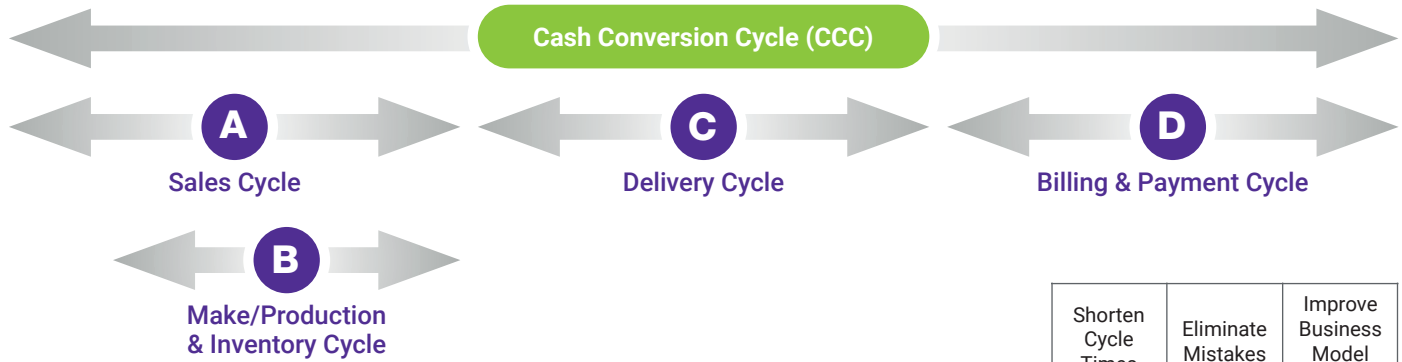 Cash Conversion Cycle (CCC)
A
C
D
Sales Cycle
Delivery Cycle
Billing & Payment Cycle
B
Make/Production
& Inventory Cycle
Shorten
Cycle
Eliminate
Mistakes
Improve
Business
Model